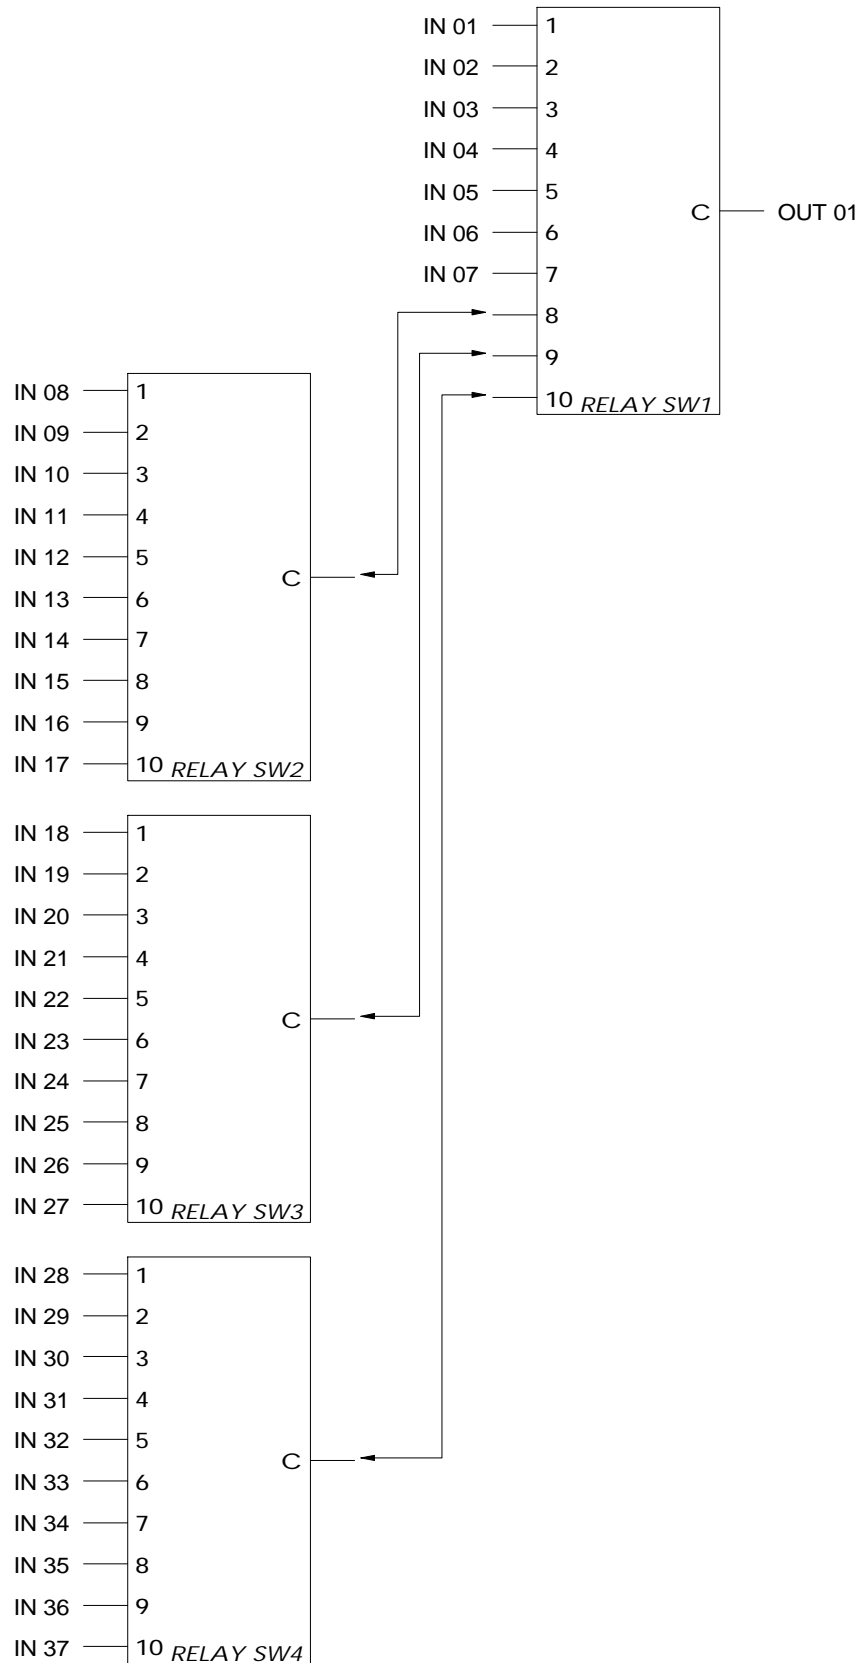 IN 01 1
IN 02 2
IN 03 3
IN 04 4
IN 05 5
C OUT 01
IN 06 6
IN 07 7
8
9
10 RELAY SW1
IN 08 1
IN 09 2
IN 10 3
IN 11 4
IN 12 5
C
IN 13 6
IN 14 7
IN 15 8
IN 16 9
IN 17 10 RELAY SW2
IN 18 1
IN 19 2
IN 20 3
IN 21 4
IN 22 5
C
IN 23 6
IN 24 7
IN 25 8
IN 26 9
IN 27 10 RELAY SW3
IN 28 1
IN 29 2
IN 30 3
IN 31 4
IN 32 5
C
IN 33 6
IN 34 7
IN 35 8
IN 36 9
IN 37 10 RELAY SW4